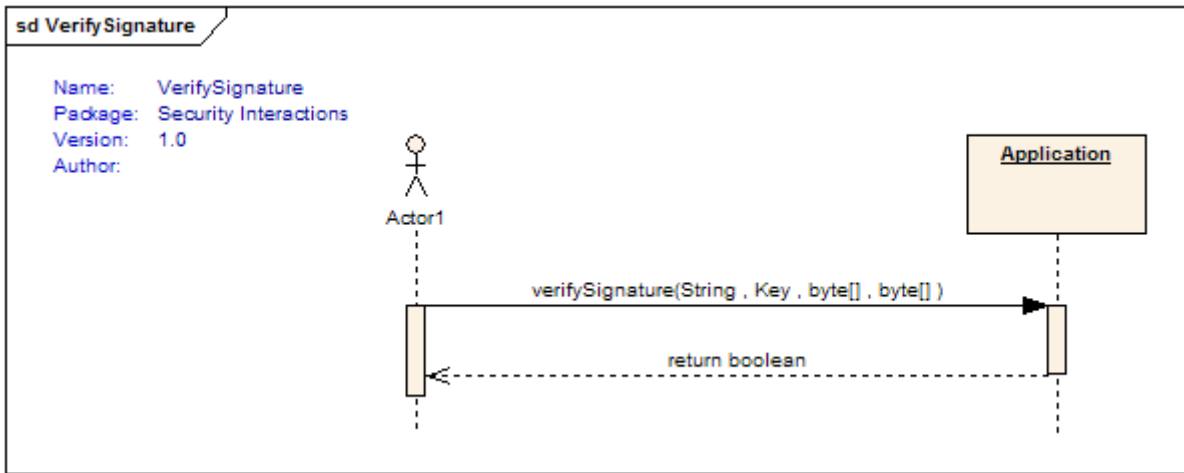 sd VerifySignature
Name: VerifySignature
Package: Security Interactions
Version: 1.0
Author:
Actor1
Application
verifySignature(String , Key , byte[] , byte[] )
return boolean